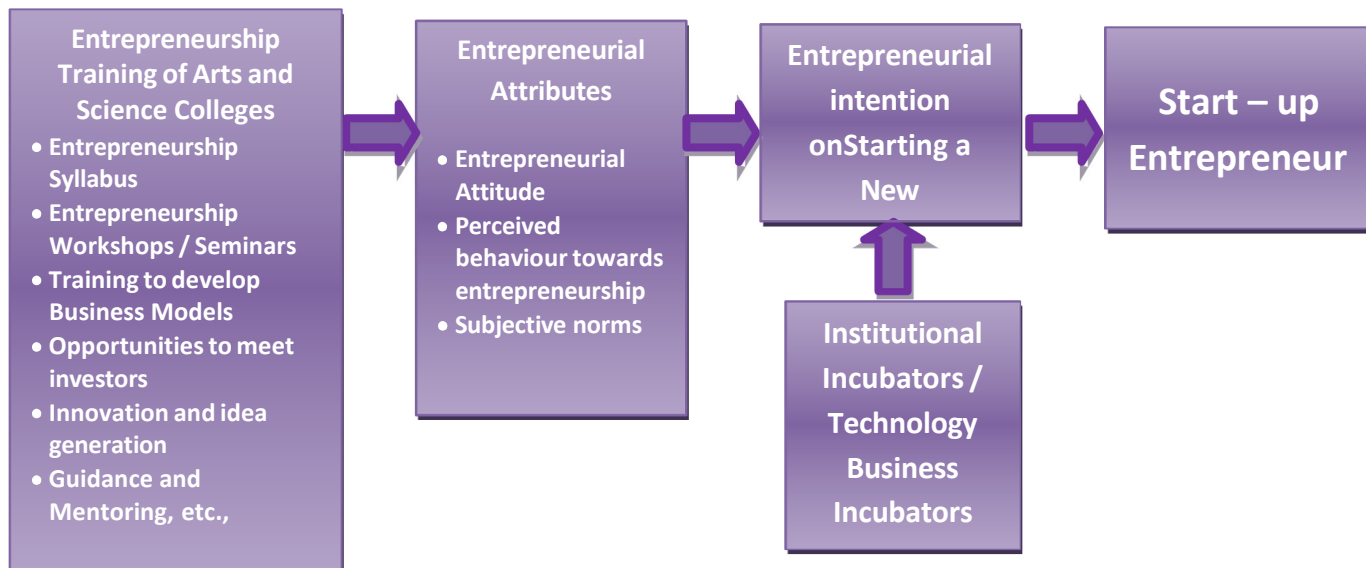 Entrepreneurship
Training of Arts and
Science Colleges
• Entrepreneurship
Syllabus
• Entrepreneurship
Workshops / Seminars
• Training to develop
Business Models
• Opportunities to meet
investors
• Innovation and idea
generation
• Guidance and
Mentoring, etc.,
Entrepreneurial
Attributes
• Entrepreneurial
Attitude
• Perceived
behaviour towards
entrepreneurship
• Subjective norms
Entrepreneurial
intention
onStarting a
New
Institutional
Incubators /
Technology
Business
Incubators
Start – up
Entrepreneur